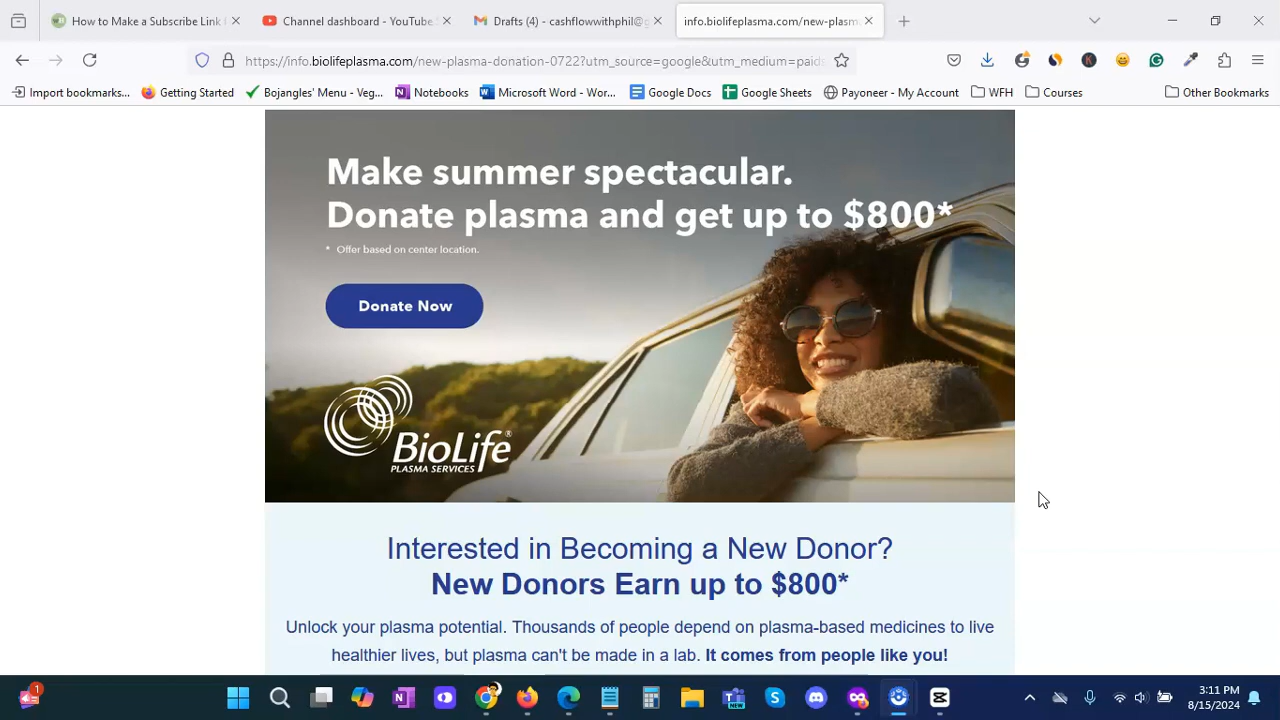 How to Make a Subscribe Link
Channel dashboard - YouTube
Drafts (4) - cashflowwithphil@
info.biolifeplasma.com/new-plasm
https://info.biolifeplasma.com/new-plasma-donation-0722?utm_source=google&utm_medium=paids
Import bookmarks...
Getting Started
Bojangles' Menu - Veg...
Notebooks
Microsoft Word - Wor...
Google Docs
Google Sheets
Payoneer - My Account
WFH
Courses
Other Bookmarks
Make summer spectacular.
Donate plasma and get up to $800*
* Offer based on center location.
Donate Now
BioLife®
PLASMA SERVICES
Interested in Becoming a New Donor?
New Donors Earn up to $800*
Unlock your plasma potential. Thousands of people depend on plasma-based medicines to live
healthier lives, but plasma can't be made in a lab. It comes from people like you!
1
3:11 PM
8/15/2024